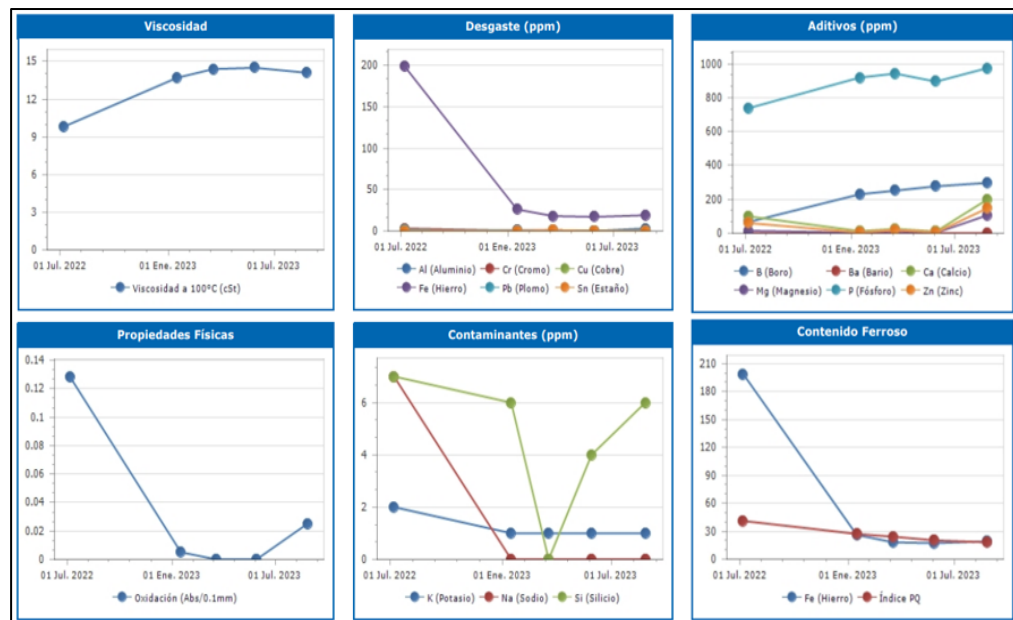 Viscosidad
15
12
9
6
3
0
01 Jul. 2022
01 Ene. 2023
01 Jul. 2023
Viscosidad a 100ºC (cSt)
Desgaste (ppm)
200
150
100
50
0
01 Jul. 2022
01 Ene. 2023
01 Jul. 2023
Al (Aluminio) Cr (Cromo) Cu (Cobre)
Fe (Hierro) Pb (Plomo) Sn (Estaño)
Aditivos (ppm)
1000
800
600
400
200
0
01 Jul. 2022
01 Ene. 2023
01 Jul. 2023
B (Boro) Ba (Bario) Ca (Calcio)
Mg (Magnesio) P (Fósforo) Zn (Zinc)
Propiedades Físicas
0.14
0.12
0.1
0.08
0.06
0.04
0.02
0
01 Jul. 2022
01 Ene. 2023
01 Jul. 2023
Oxidación (Abs/0.1mm)
Contaminantes (ppm)
6
4
2
0
01 Jul. 2022
01 Ene. 2023
01 Jul. 2023
K (Potasio) Na (Sodio) Si (Silicio)
Contenido Ferroso
210
180
150
120
90
60
30
0
01 Jul. 2022
01 Ene. 2023
01 Jul. 2023
Fe (Hierro) Índice PQ